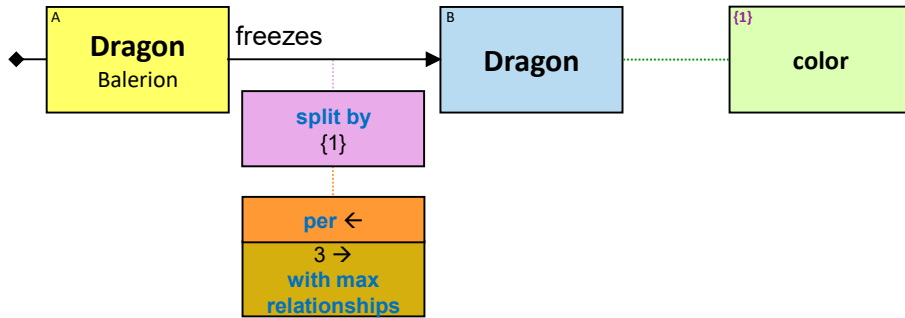 A
Dragon
Balerion
freezes
B
Dragon
{1}
color
split by
{1}
per ←
3 →
with max
relationships